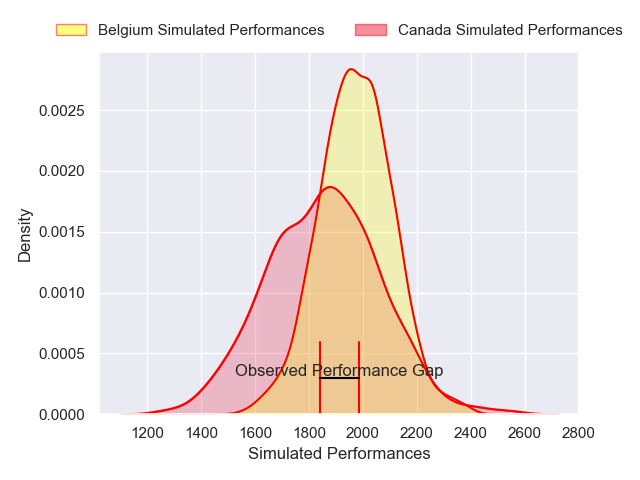 Belgium Simulated Performances
Canada Simulated Performances
0.0025
0.0020
0.0015
0.0010
0.0005
0.0000
Density
Observed Performance Gap
1200 1400 1600 1800 2000 2200 2400 2600 2800
Simulated Performances